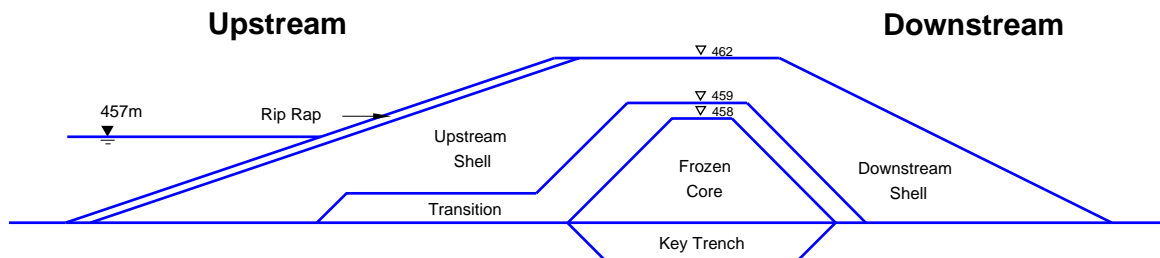 Upstream
Downstream
462
457m
Rip Rap
459
458
Upstream
Shell
Frozen
Core
Downstream
Shell
Transition
Key Trench